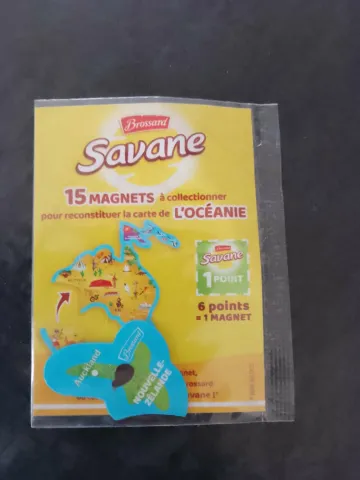 Brossard
Savane
15 MAGNETS à collectionner
pour reconstituer la carte de L'OCÉANIE
Brossard
Savane
1 POINT
6 points
= 1 MAGNET
Auckland
Brossard
NOUVELLE-
ZÉLANDE